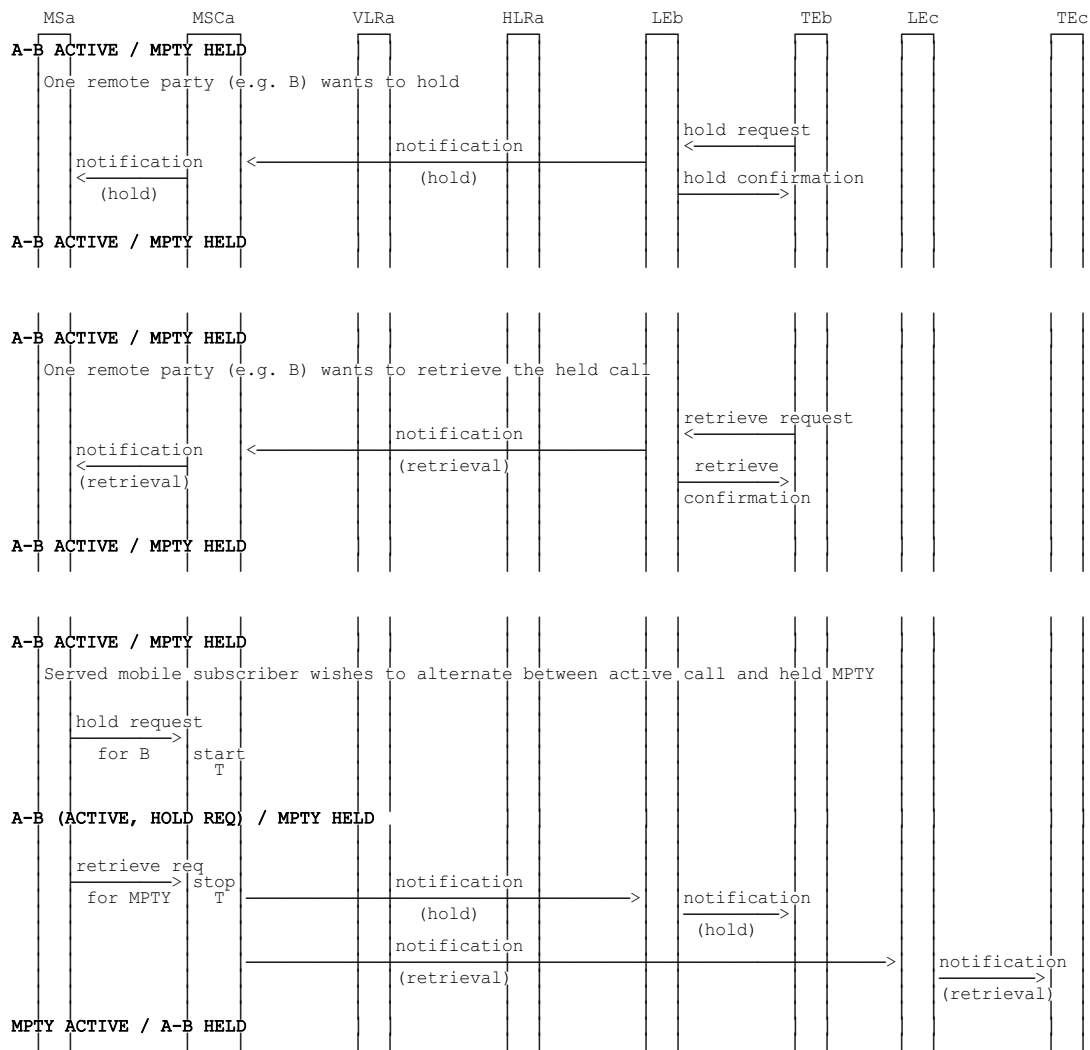 MSa MSCa VLRa HLRa LEb TEb LEc TEc
A-B ACTIVE / MPTY HELD
One remote party (e.g. B) wants to hold
hold request
notification
notification
(hold)
hold confirmation
(hold)
A-B ACTIVE / MPTY HELD
A-B ACTIVE / MPTY HELD
One remote party (e.g. B) wants to retrieve the held call
retrieve request
notification
notification
(retrieval)
retrieve
(retrieval)
confirmation
A-B ACTIVE / MPTY HELD
A-B ACTIVE / MPTY HELD
Served mobile subscriber wishes to alternate between active call and held MPTY
hold request
for B start
T
A-B (ACTIVE, HOLD REQ) / MPTY HELD
retrieve req
stop notification
for MPTY T notification
(hold)
(hold)
notification
notification
(retrieval)
(retrieval)
MPTY ACTIVE / A-B HELD